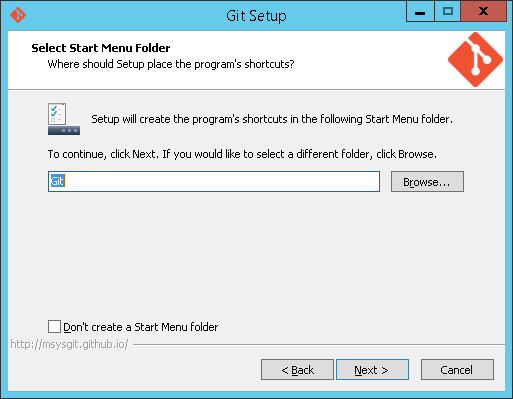 Git Setup
Select Start Menu Folder
Where should Setup place the program's shortcuts?
Setup will create the program's shortcuts in the following Start Menu folder.
To continue, click Next. If you would like to select a different folder, click Browse.
Git
Browse...
Don't create a Start Menu folder
http://msysgit.github.io/
< Back
Next >
Cancel